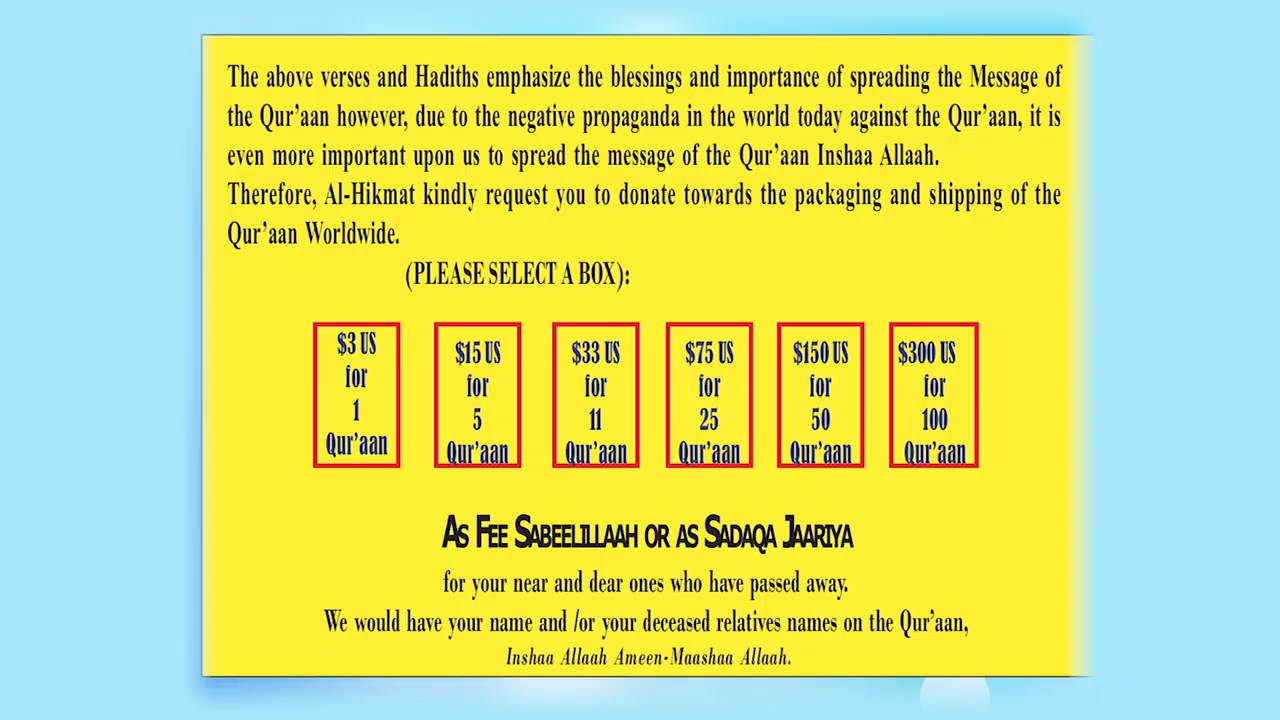 The above verses and Hadiths emphasize the blessings and importance of spreading the Message of
the Qur’aan however, due to the negative propaganda in the world today against the Qur’aan, it is
even more important upon us to spread the message of the Qur’aan Inshaa Allaah.
Therefore, Al-Hikmat kindly request you to donate towards the packaging and shipping of the
Qur’aan Worldwide.
(PLEASE SELECT A BOX):
$3 US
for
1
Qur’aan
$15 US
for
5
Qur’aan
$33 US
for
11
Qur’aan
$75 US
for
25
Qur’aan
$150 US
for
50
Qur’aan
$300 US
for
100
Qur’aan
As Fee Sabeelillaah or as Sadaqa Jaariya
for your near and dear ones who have passed away.
We would have your name and /or your deceased relatives names on the Qur’aan,
Inshaa Allaah Ameen-Maashaa Allaah.